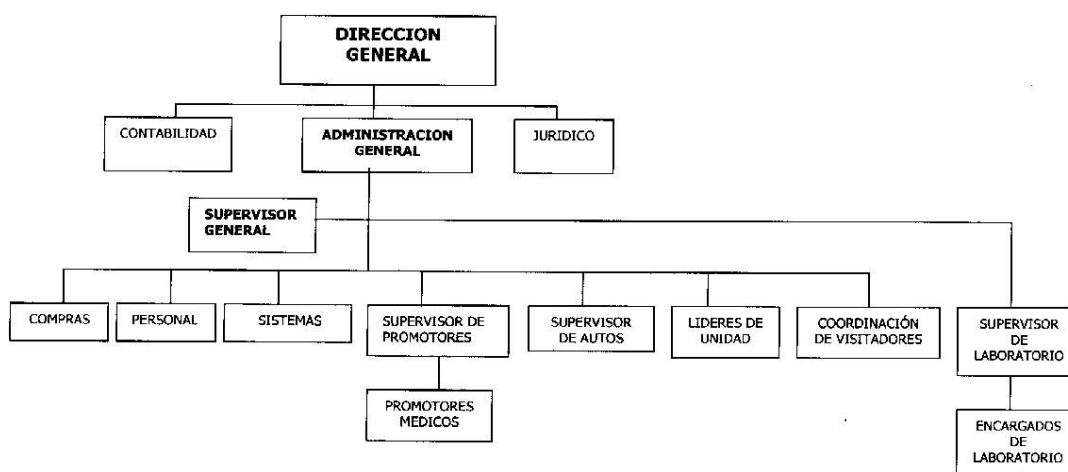 DIRECCION
GENERAL
CONTABILIDAD
ADMINISTRACION
GENERAL
JURIDICO
SUPERVISOR
GENERAL
COMPRAS
PERSONAL
SISTEMAS
SUPERVISOR DE
PROMOTORES
SUPERVISOR
DE AUTOS
LIDERES DE
UNIDAD
COORDINACIÓN
DE VISITADORES
SUPERVISOR
DE
LABORATORIO
PROMOTORES
MEDICOS
ENCARGADOS
DE
LABORATORIO